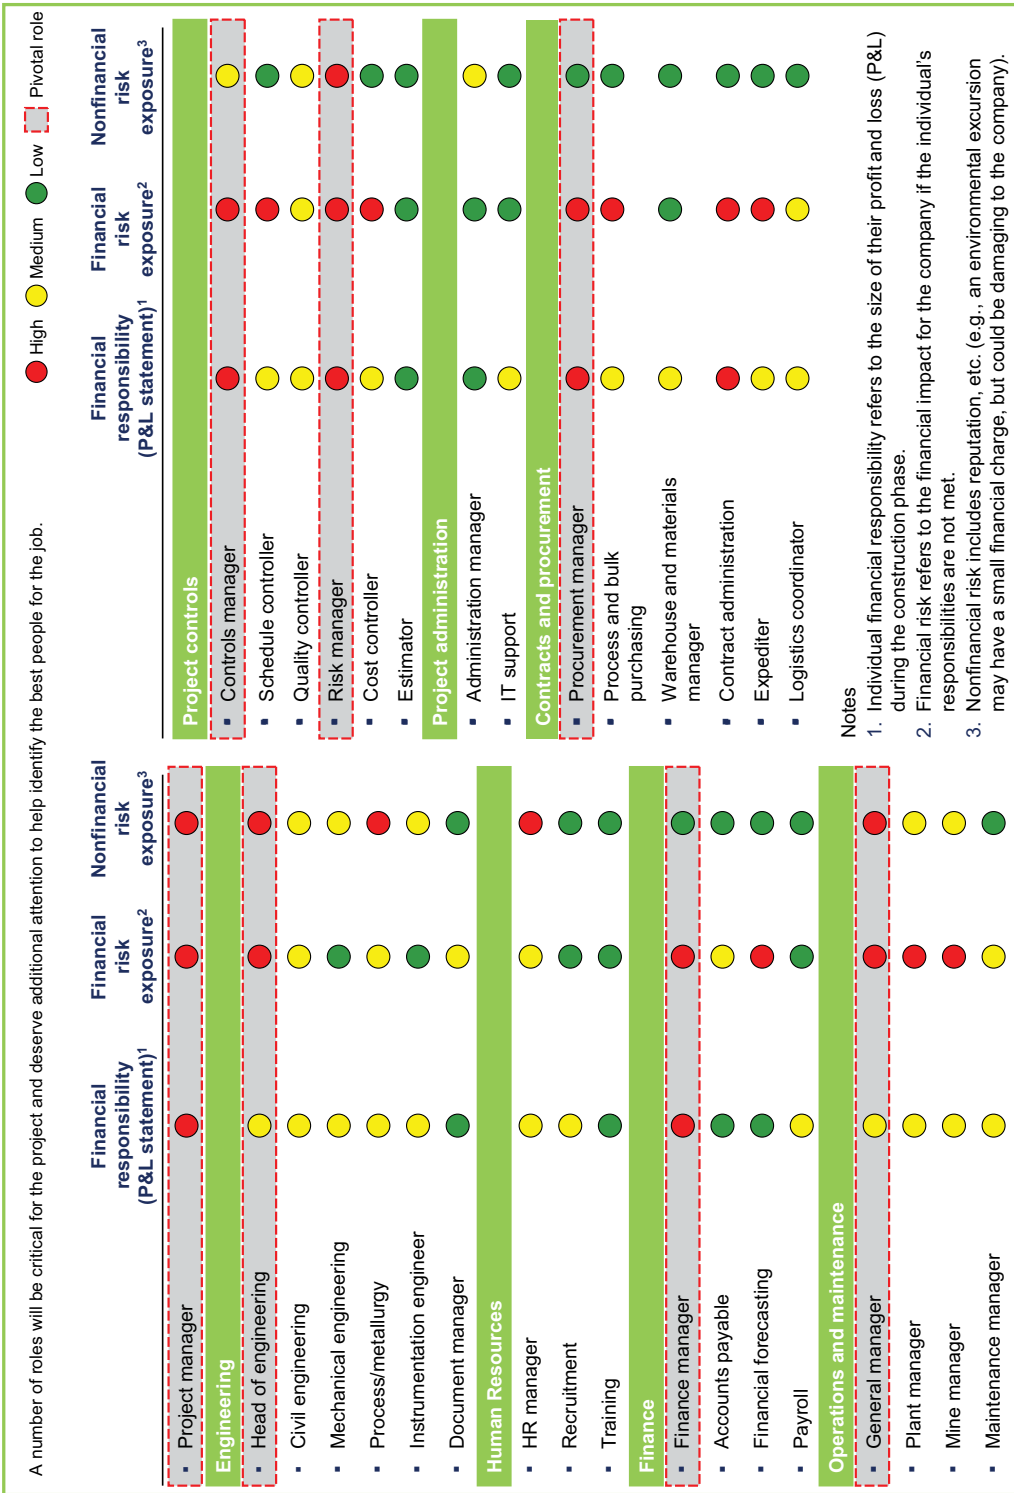 A number of roles will be critical for the project and deserve additional attention to help identify the best people for the job.
High Medium Low Pivotal role
Financial
responsibility
(P&L statement)1
Financial
risk
exposure2
Nonfinancial
risk
exposure3
Project manager
Engineering
Head of engineering
Civil engineering
Mechanical engineering
Process/metallurgy
Instrumentation engineer
Document manager
Human Resources
HR manager
Recruitment
Training
Finance
Finance manager
Accounts payable
Financial forecasting
Payroll
Operations and maintenance
General manager
Plant manager
Mine manager
Maintenance manager
Financial
responsibility
(P&L statement)1
Financial
risk
exposure2
Nonfinancial
risk
exposure3
Project controls
Controls manager
Schedule controller
Quality controller
Risk manager
Cost controller
Estimator
Project administration
Administration manager
IT support
Contracts and procurement
Procurement manager
Process and bulk
purchasing
Warehouse and materials
manager
Contract administration
Expediter
Logistics coordinator
Notes
1. Individual financial responsibility refers to the size of their profit and loss (P&L)
during the construction phase.
2. Financial risk refers to the financial impact for the company if the individual's
responsibilities are not met.
3. Nonfinancial risk includes reputation, etc. (e.g., an environmental excursion
may have a small financial charge, but could be damaging to the company).